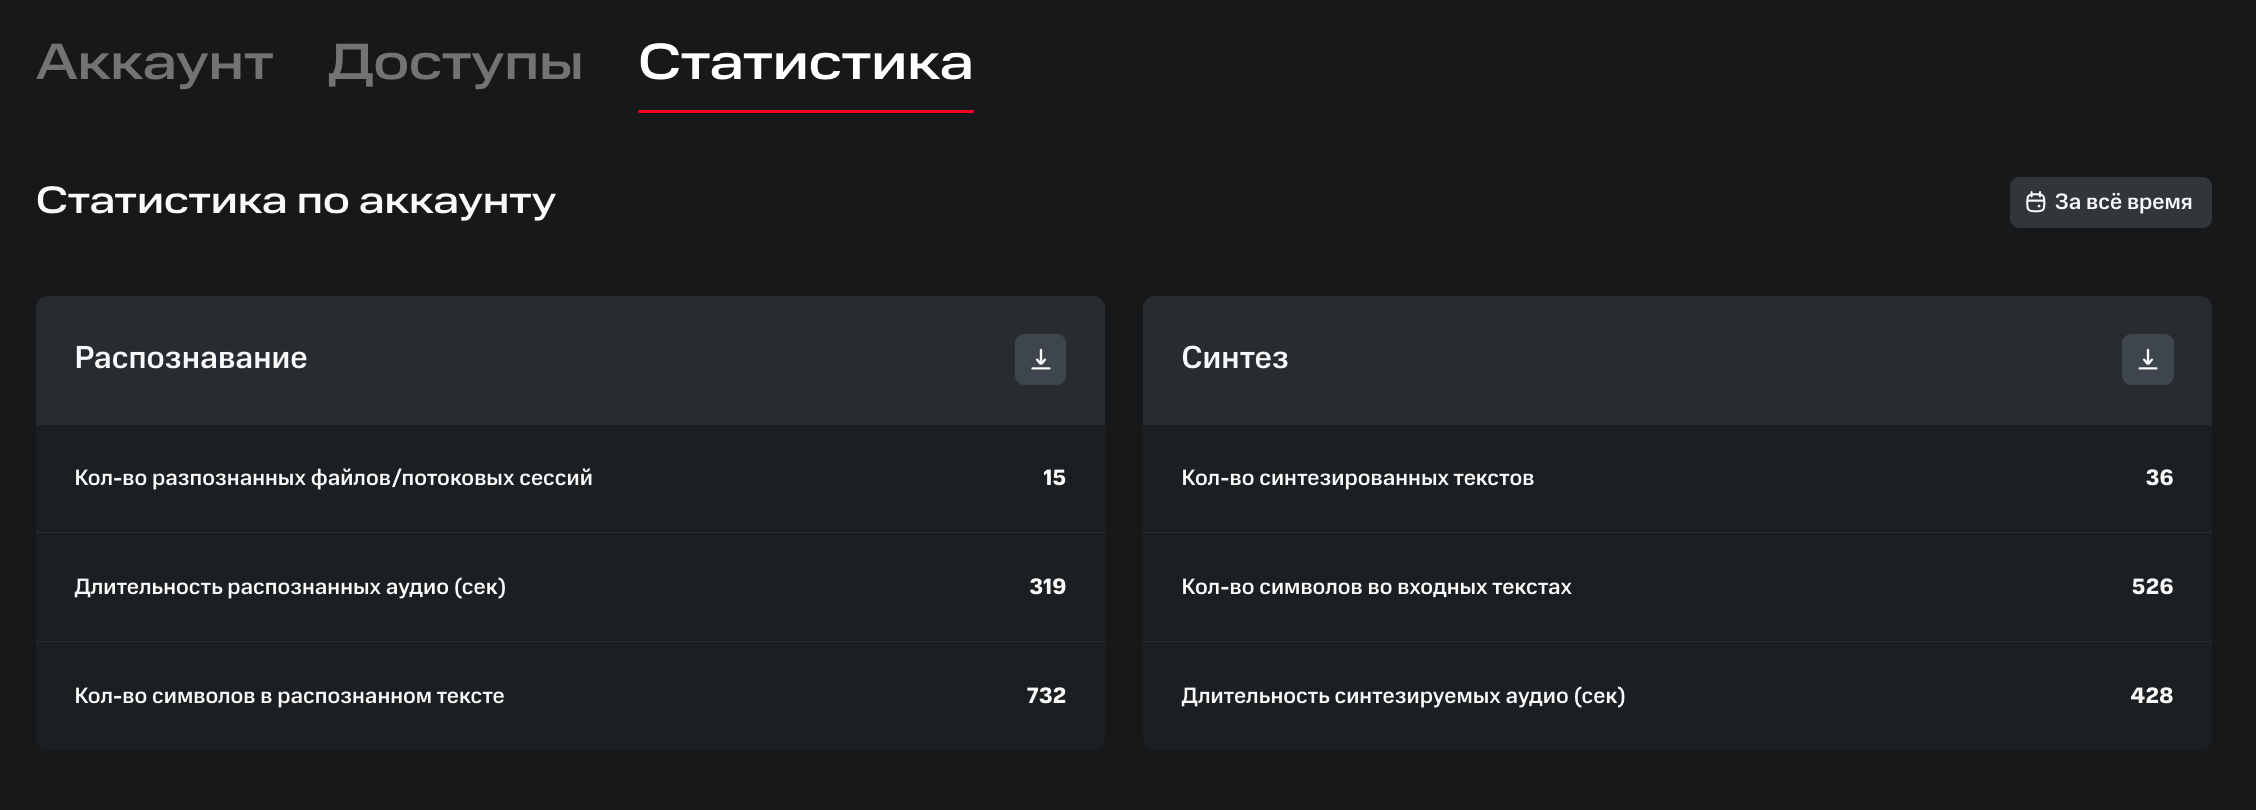 Аккаунт Доступы Статистика
Статистика по аккаунту
За всё время
Распознавание
Кол-во разпознанных файлов/потоковых сессий 15
Длительность распознанных аудио (сек) 319
Кол-во символов в распознанном тексте 732
Синтез
Кол-во синтезированных текстов 36
Кол-во символов во входных текстах 526
Длительность синтезируемых аудио (сек) 428